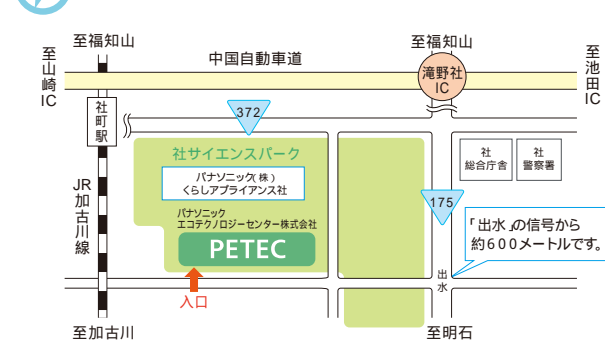 至福知山
至福知山
至山崎IC
中国自動車道
至池田IC
滝野社
IC
社町駅
372
社サイエンスパーク
社
総合庁舎
社
警察署
パナソニック(株)
くらしアプライアンス社
JR加古川線
175
パナソニック
エコテクノロジーセンター株式会社
「出水」の信号から
約600メートルです。
PETEC
出水
入口
至加古川
至明石